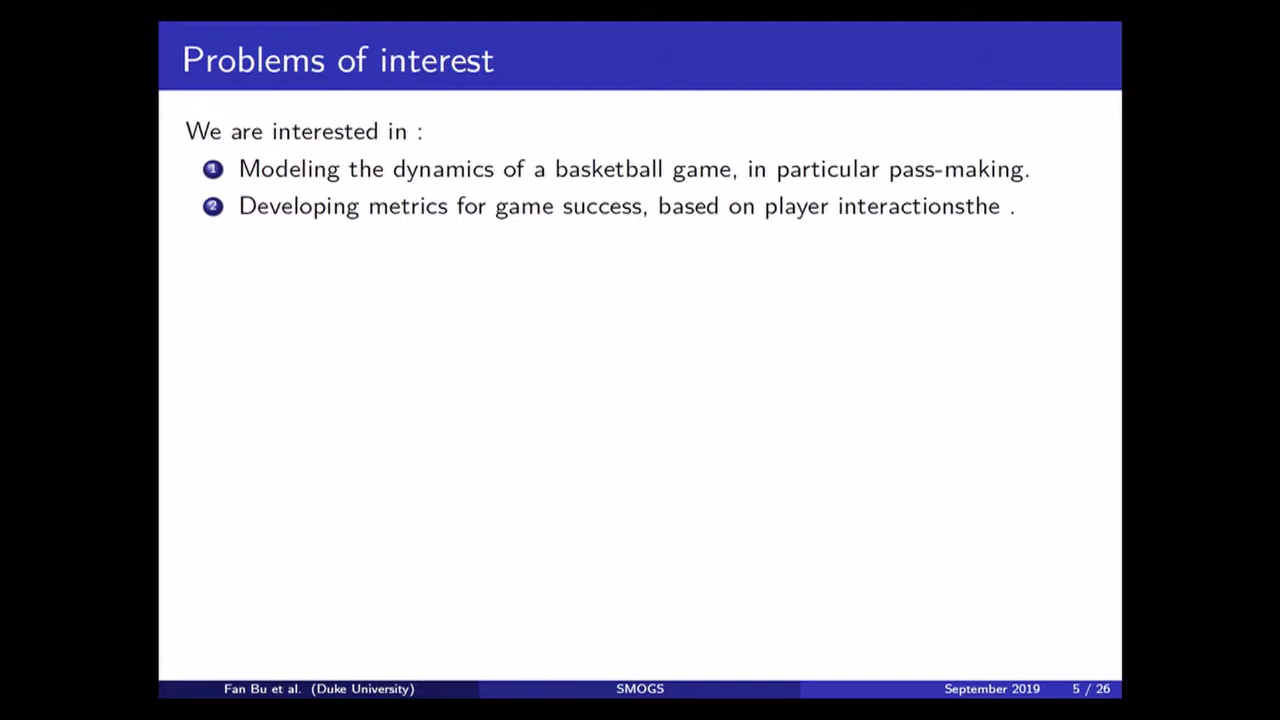 Problems of interest
We are interested in :
1 Modeling the dynamics of a basketball game, in particular pass-making.
2 Developing metrics for game success, based on player interactionsthe .
Fan Bu et al. (Duke University) SMOGS September 2019 5 / 26